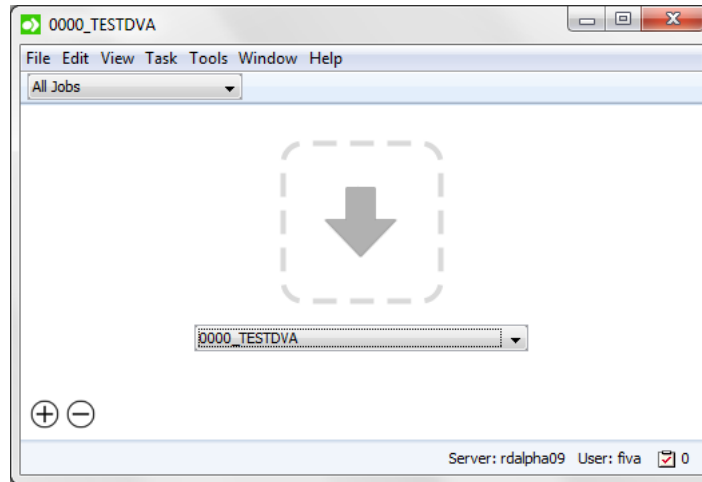 0000_TESTDVA
File Edit View Task Tools Window Help
All Jobs
0000_TESTDVA
Server: rdalpha09 User: fiva 0